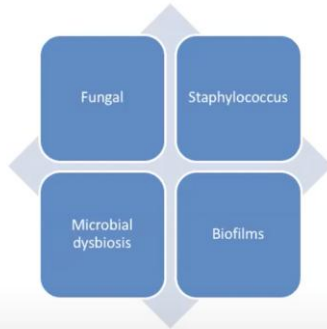 Fungal
Staphylococcus
Microbial
dysbiosis
Biofilms